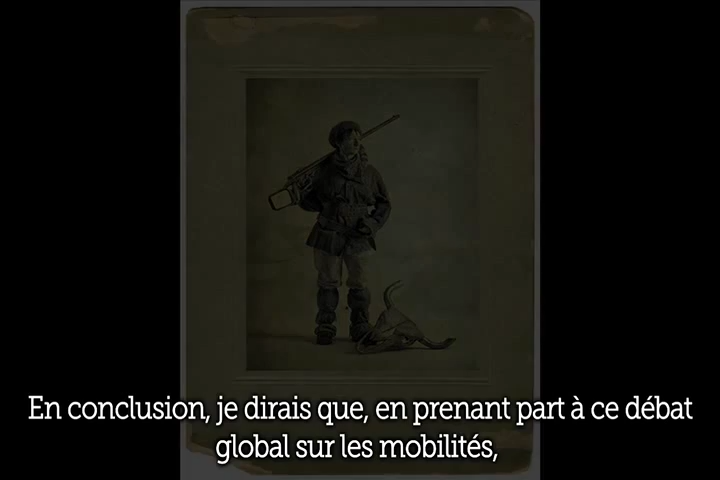 En conclusion, je dirais que, en prenant part à ce débat
global sur les mobilités,